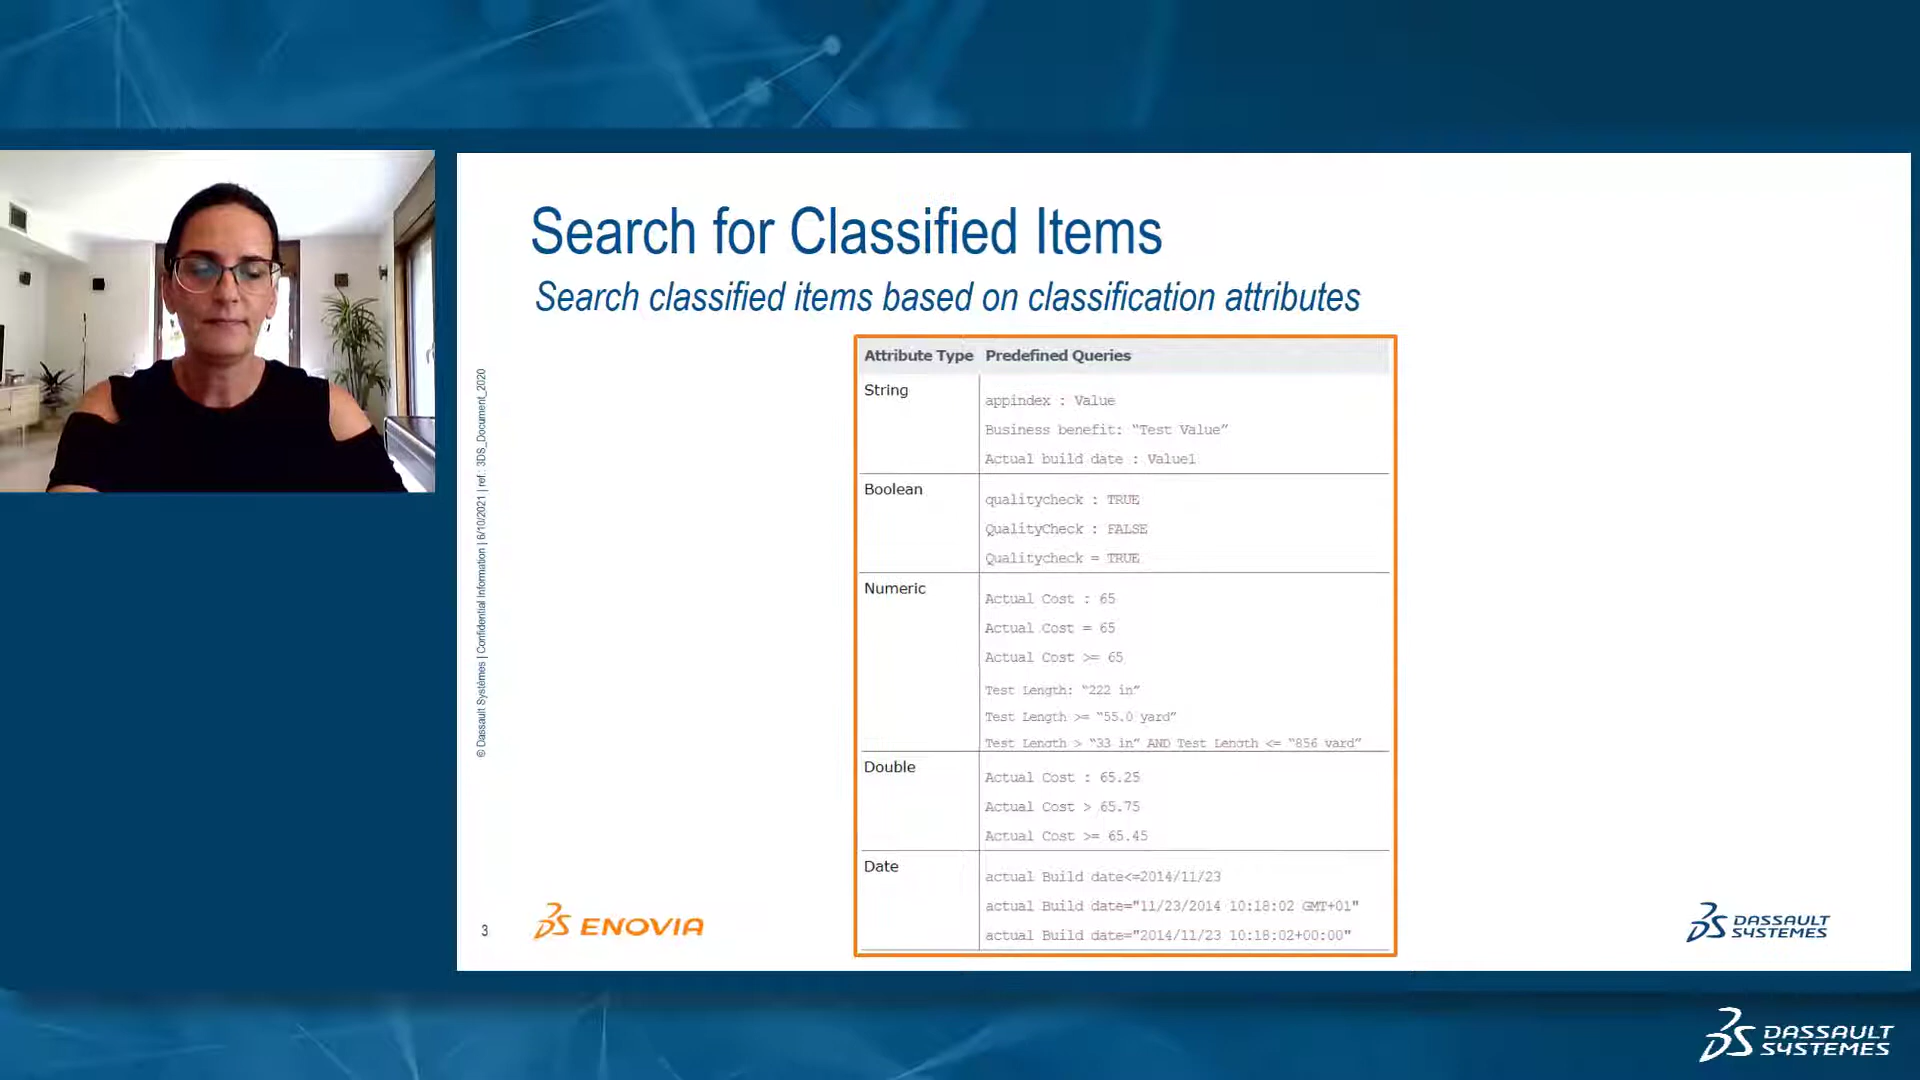 Search for Classified Items
Search classified items based on classification attributes
Attribute Type Predefined Queries
String
appindex : Value
Business benefit: “Test Value”
Actual build date : Value1
Boolean
qualitycheck : TRUE
QualityCheck : FALSE
Qualitycheck = TRUE
Numeric
Actual Cost : 65
Actual Cost = 65
Actual Cost >= 65
Test Length: “222 in”
Test Length >= “55.0 yard”
Test Length > “33 in” AND Test Length <= “856 yard”
Double
Actual Cost : 65.25
Actual Cost > 65.75
Actual Cost >= 65.45
Date
actual Build date<=2014/11/23
actual Build date="11/23/2014 10:18:02 GMT+01"
actual Build date="2014/11/23 10:18:02+00:00"
© Dassault Systèmes | Confidential Information | 6/10/2021 | ref.: 3DS_Document_2020
3
ENOVIA
DASSAULT
SYSTEMES
DASSAULT
SYSTEMES